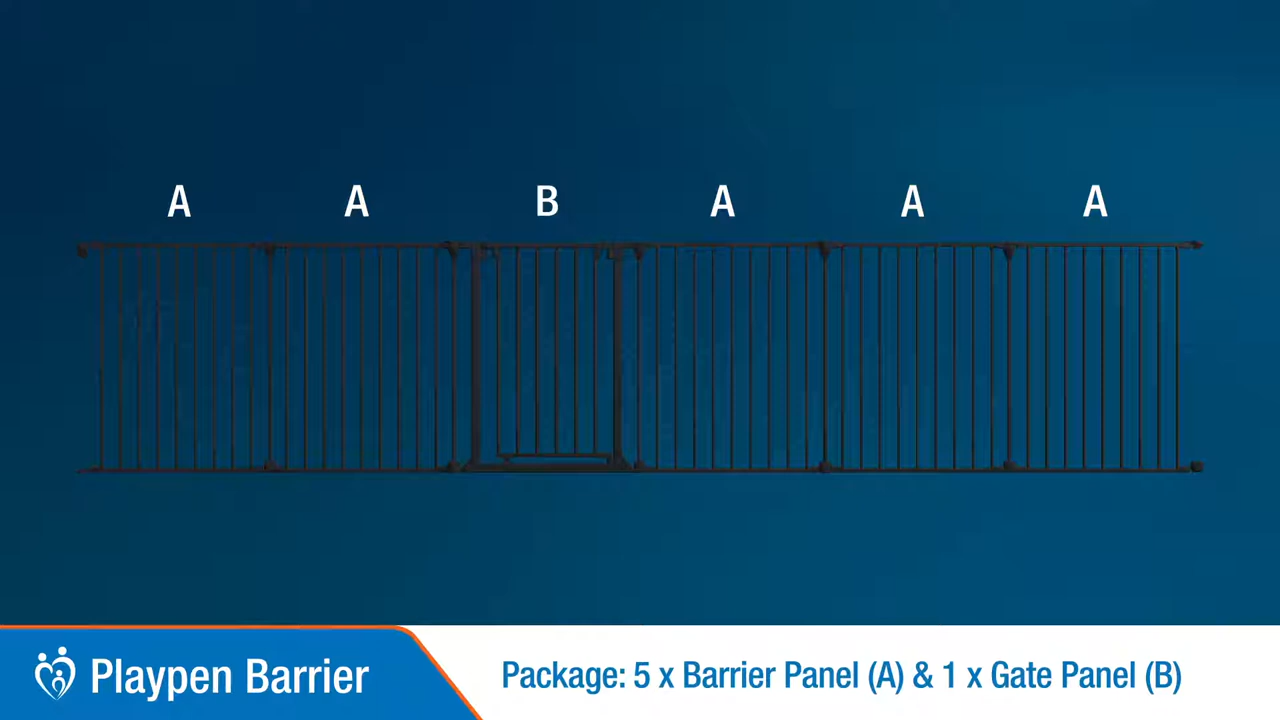 A A B A A A
Playpen Barrier
Package: 5 x Barrier Panel (A) & 1 x Gate Panel (B)